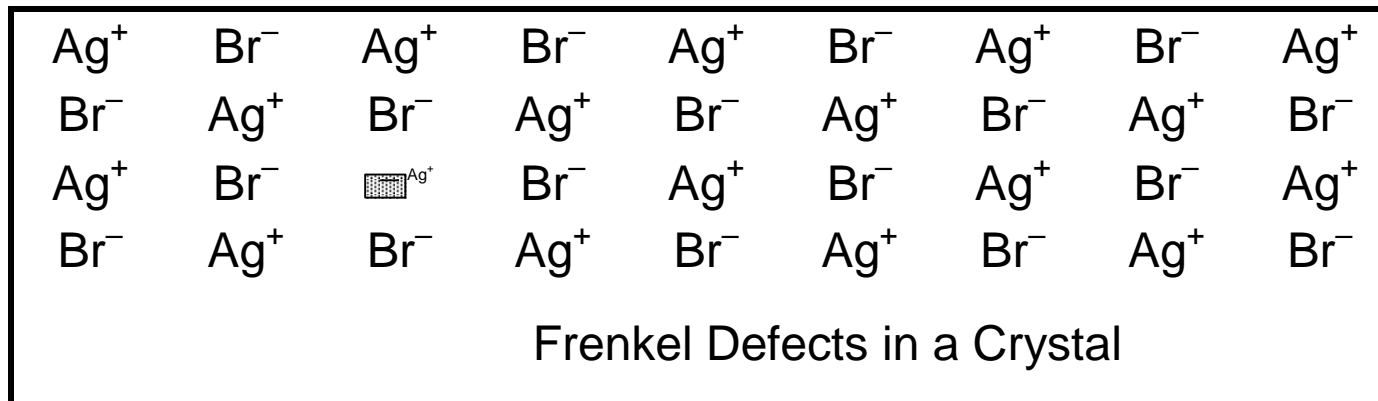 Ag⁺ Br⁻ Ag⁺ Br⁻ Ag⁺ Br⁻ Ag⁺ Br⁻ Ag⁺
Br⁻ Ag⁺ Br⁻ Ag⁺ Br⁻ Ag⁺ Br⁻ Ag⁺ Br⁻
Ag⁺ Br⁻ – Ag⁺ Br⁻ Ag⁺ Br⁻ Ag⁺ Br⁻ Ag⁺
Br⁻ Ag⁺ Br⁻ Ag⁺ Br⁻ Ag⁺ Br⁻ Ag⁺ Br⁻
Frenkel Defects in a Crystal